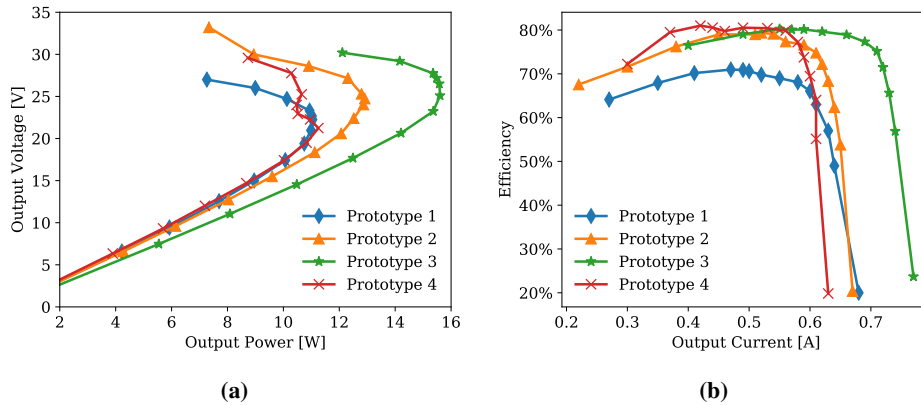 35
30
25
20
15
10
5
0
Output Voltage [V]
2
4
6
8
10
12
14
16
Output Power [W]
Prototype 1
Prototype 2
Prototype 3
Prototype 4
(a)
80%
70%
60%
50%
40%
30%
20%
Efficiency
0.2
0.3
0.4
0.5
0.6
0.7
Output Current [A]
Prototype 1
Prototype 2
Prototype 3
Prototype 4
(b)